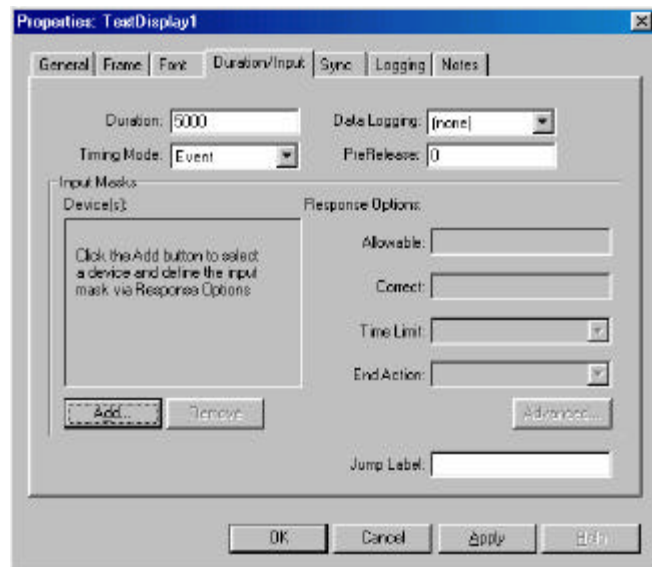 Properties: TextDisplay1
General Frame Font Duration/Input Sync Logging Notes
Duration: 5000 Data Logging: (none)
Timing Mode: Event PreRelease: 0
Input Masks
Device(s): Response Options:
Click the Add button to select
a device and define the input
mask via Response Options
Allowable:
Correct:
Time Limit:
End Action:
Add... Remove Advanced...
Jump Label:
OK Cancel Apply Help